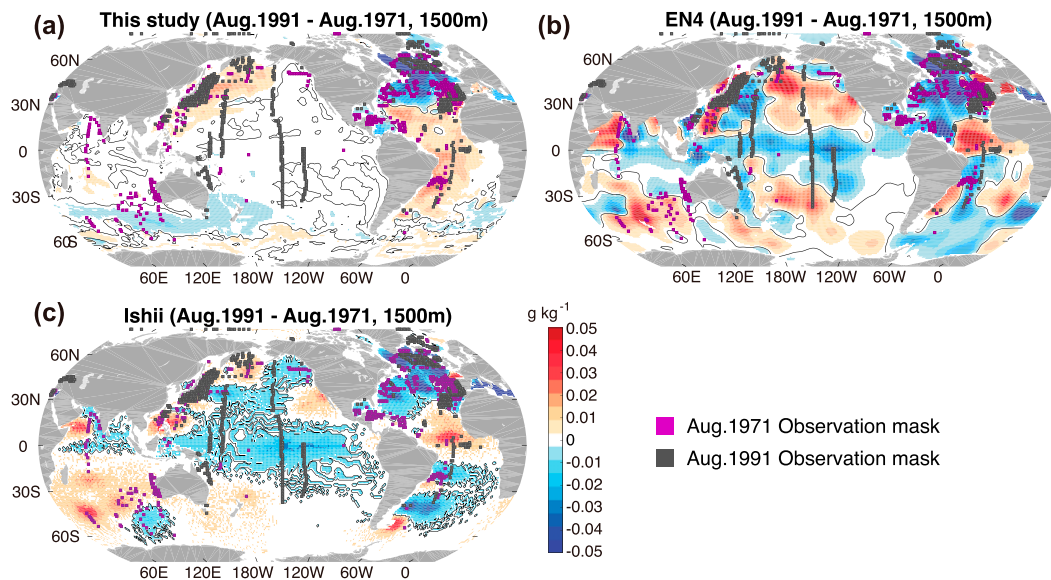 (a) This study (Aug.1991 - Aug.1971, 1500m)
60N
30N
0
30S
60S
60E 120E 180W 120W 60W 0
(b) EN4 (Aug.1991 - Aug.1971, 1500m)
60N
30N
0
30S
60S
60E 120E 180W 120W 60W 0
(c) Ishii (Aug.1991 - Aug.1971, 1500m)
60N
30N
0
30S
60S
60E 120E 180W 120W 60W 0
g kg⁻¹
0.05
0.04
0.03
0.02
0.01
0
-0.01
-0.02
-0.03
-0.04
-0.05
Aug.1971 Observation mask
Aug.1991 Observation mask